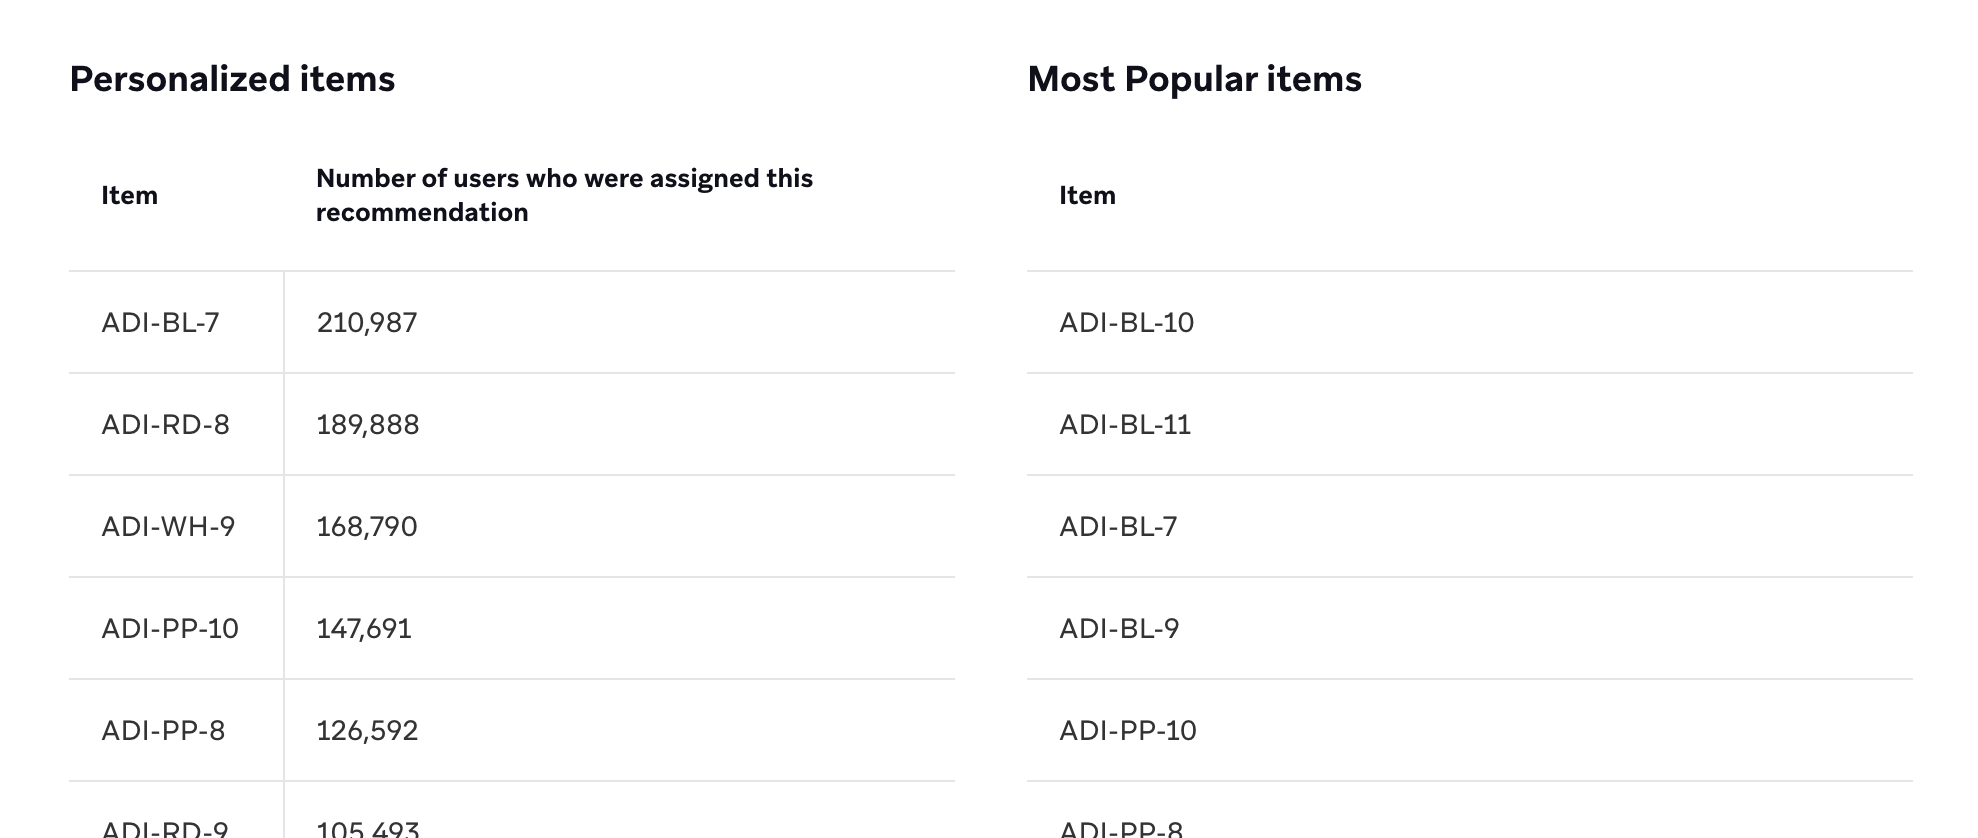 Personalized items
Item
Number of users who were assigned this
recommendation
ADI-BL-7 210,987
ADI-RD-8 189,888
ADI-WH-9 168,790
ADI-PP-10 147,691
ADI-PP-8 126,592
ADI-RD-9 105,493
Most Popular items
Item
ADI-BL-10
ADI-BL-11
ADI-BL-7
ADI-BL-9
ADI-PP-10
ADI-PP-8